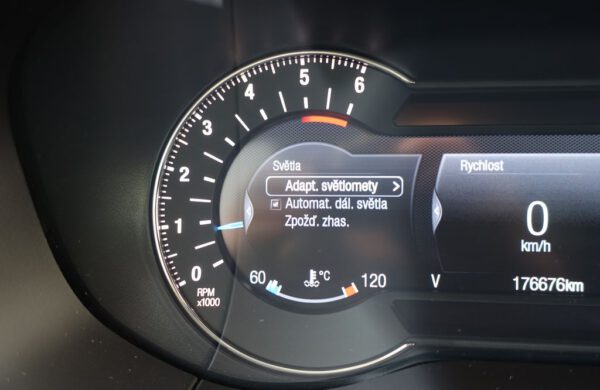 6
5
4
3
2
1
0
RPM
x1000
Světla
Adapt. světlomety
Automat. dál. světla
Zpožď. zhas.
60 °C 120
Rychlost
0
km/h
V 176676km